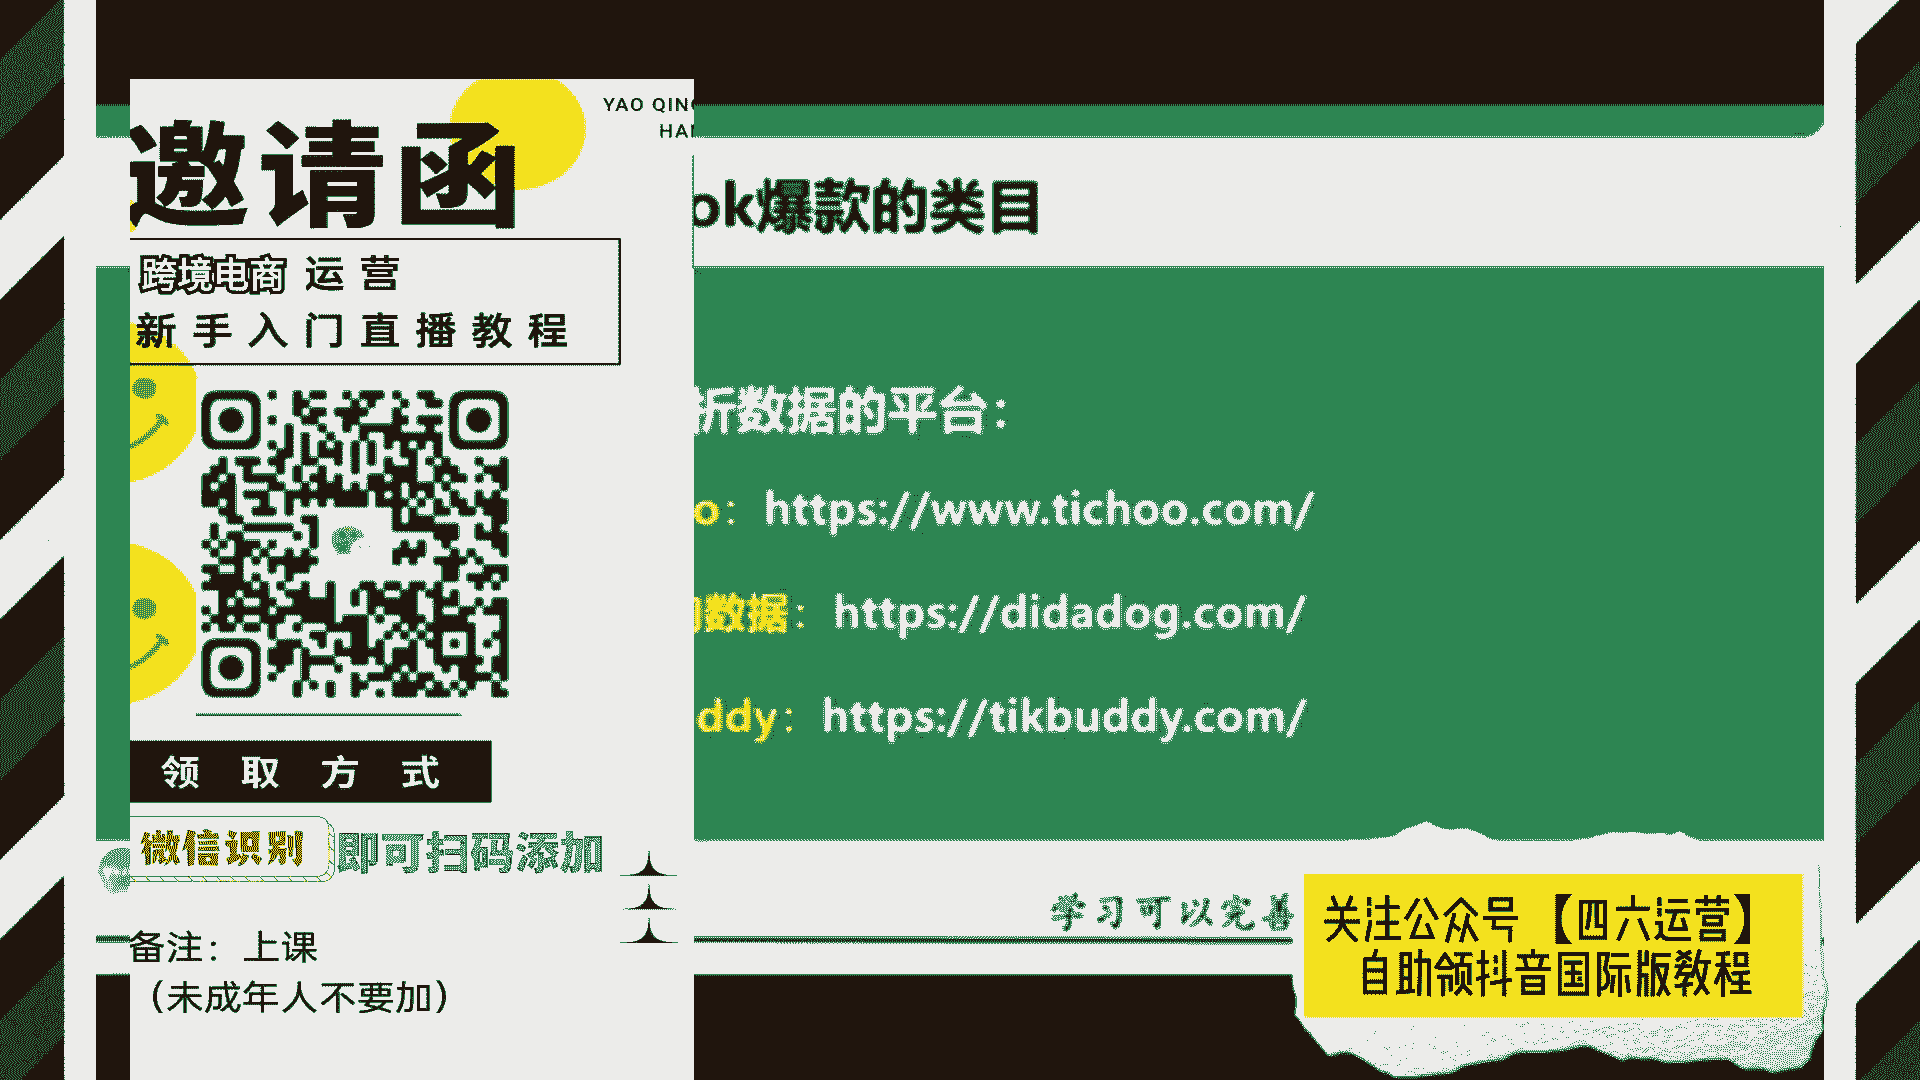 YAO QING
HAN
邀请函
跨境电商 运营
新手入门直播教程
领取方式
微信识别 即可扫码添加
备注：上课
（未成年人不要加）
ok爆款的类目
析数据的平台：
o：https://www.tichoo.com/
数据：https://didadog.com/
ddy：https://tikbuddy.com/
学习可以完善
关注公众号【四六运营】
自助领抖音国际版教程